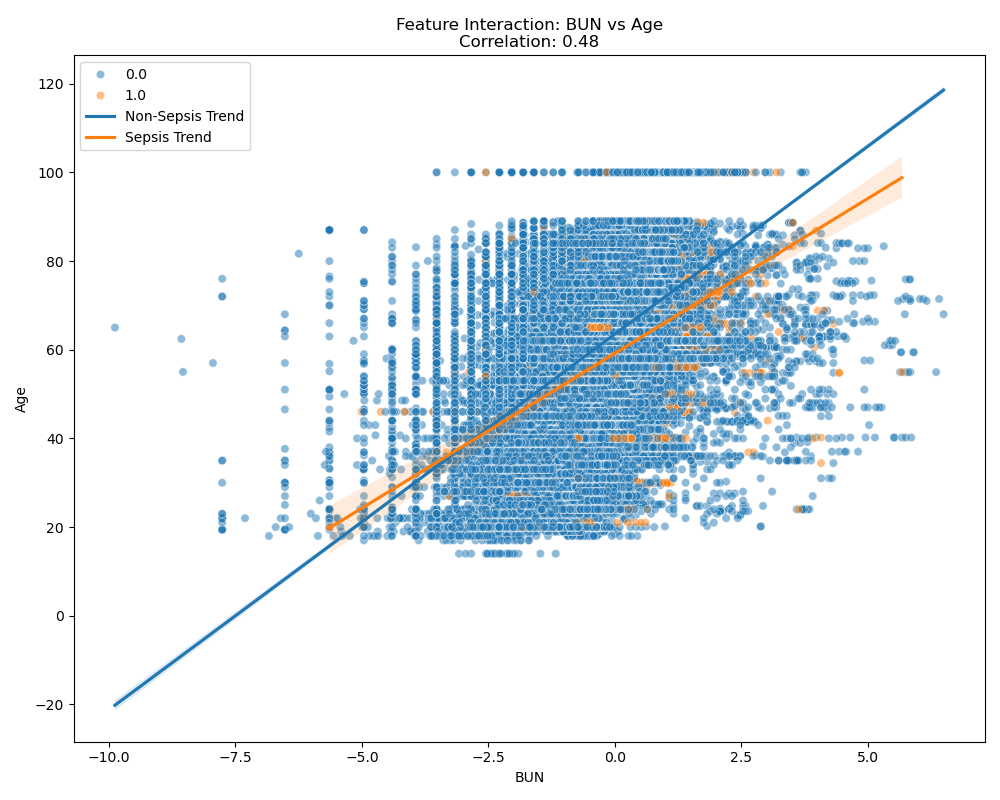 Feature Interaction: BUN vs Age
Correlation: 0.48
0.0
1.0
Non-Sepsis Trend
Sepsis Trend
120
100
80
60
40
20
0
−20
Age
−10.0
−7.5
−5.0
−2.5
0.0
2.5
5.0
BUN